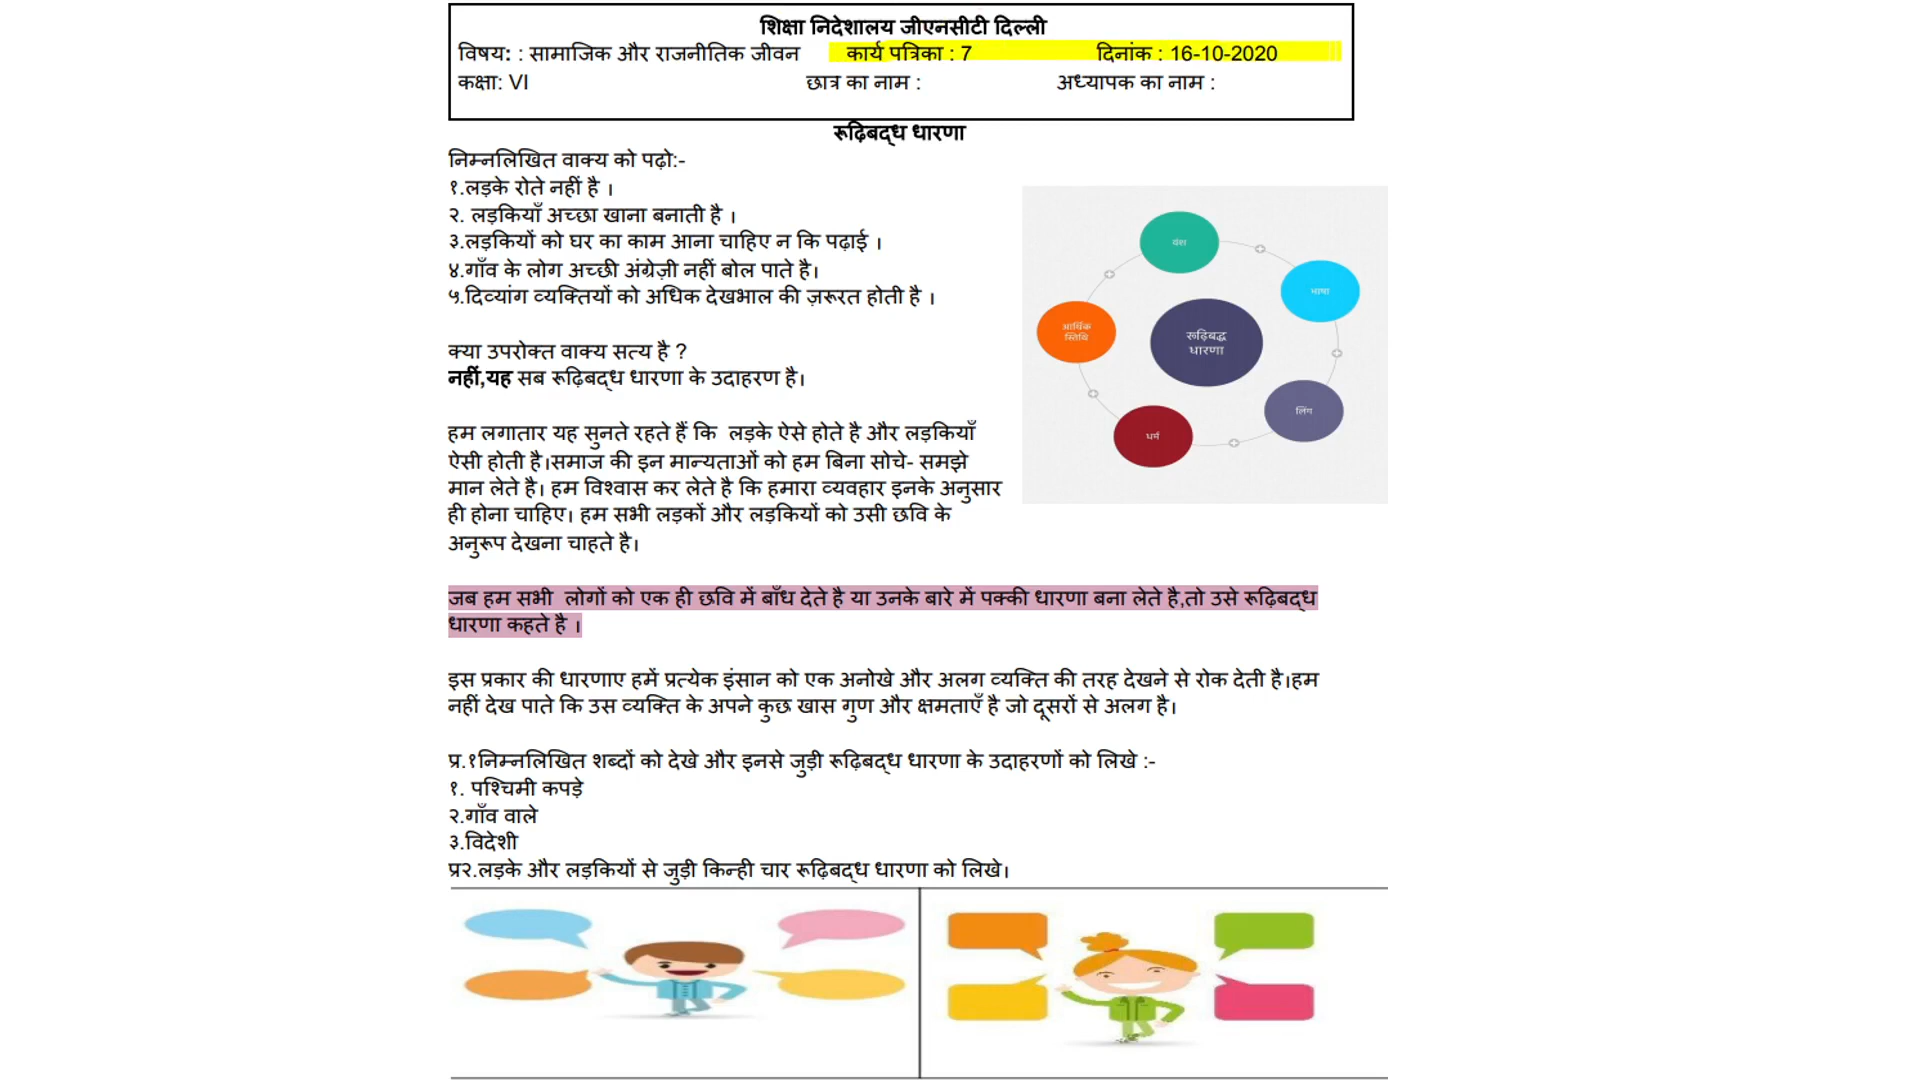 शिक्षा निदेशालय जीएनसीटी दिल्ली
विषय: : सामाजिक और राजनीतिक जीवन कार्य पत्रिका : 7 दिनांक : 16-10-2020
कक्षा: VI छात्र का नाम : अध्यापक का नाम :
रूढ़िबद्ध धारणा
निम्नलिखित वाक्य को पढ़ो:-
१.लड़के रोते नहीं है ।
२. लड़कियाँ अच्छा खाना बनाती है ।
३.लड़कियों को घर का काम आना चाहिए न कि पढ़ाई ।
४.गाँव के लोग अच्छी अंग्रेज़ी नहीं बोल पाते है।
५.दिव्यांग व्यक्तियों को अधिक देखभाल की ज़रूरत होती है ।
क्या उपरोक्त वाक्य सत्य है ?
नहीं,यह सब रूढ़िबद्ध धारणा के उदाहरण है।
हम लगातार यह सुनते रहते हैं कि लड़के ऐसे होते है और लड़कियाँ
ऐसी होती है।समाज की इन मान्यताओं को हम बिना सोचे- समझे
मान लेते है। हम विश्वास कर लेते है कि हमारा व्यवहार इनके अनुसार
ही होना चाहिए। हम सभी लड़कों और लड़कियों को उसी छवि के
अनुरूप देखना चाहते है।
वंश
भाषा
आर्थिक
स्तिथि
रूढ़िबद्ध
धारणा
लिंग
धर्म
जब हम सभी लोगों को एक ही छवि में बाँध देते है या उनके बारे में पक्की धारणा बना लेते है,तो उसे रूढ़िबद्ध
धारणा कहते है ।
इस प्रकार की धारणाए हमें प्रत्येक इंसान को एक अनोखे और अलग व्यक्ति की तरह देखने से रोक देती है।हम
नहीं देख पाते कि उस व्यक्ति के अपने कुछ खास गुण और क्षमताएँ है जो दूसरों से अलग है।
प्र.१निम्नलिखित शब्दों को देखे और इनसे जुड़ी रूढ़िबद्ध धारणा के उदाहरणों को लिखे :-
१. पश्चिमी कपड़े
२.गाँव वाले
३.विदेशी
प्र२.लड़के और लड़कियों से जुड़ी किन्ही चार रूढ़िबद्ध धारणा को लिखे।